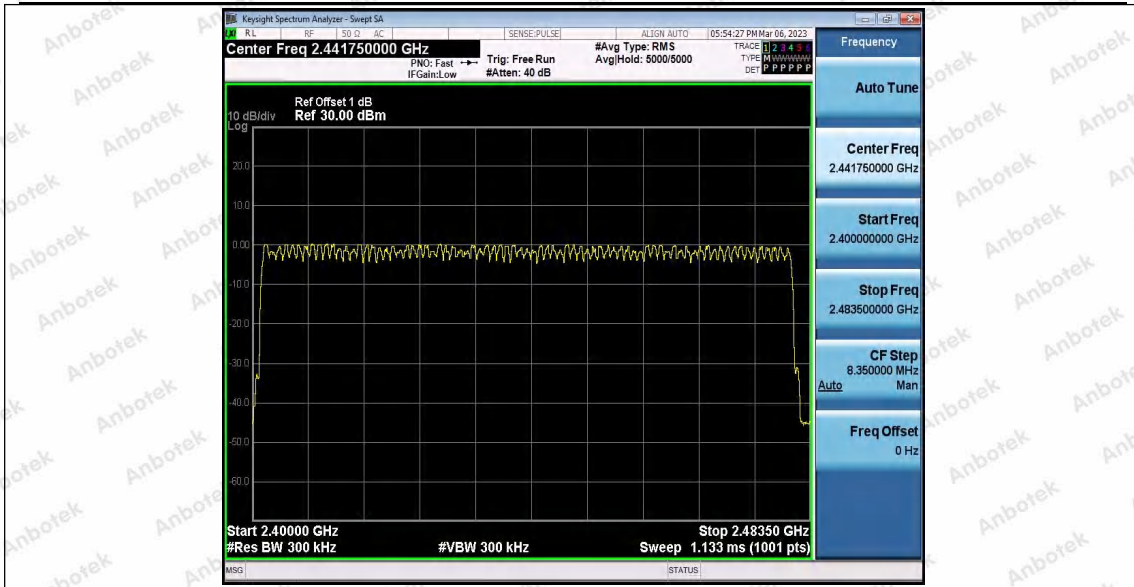 Keysight Spectrum Analyzer - Swept SA
RL RF 50 Ω AC SENSE:PULSE ALIGN AUTO 05:54:27 PM Mar 06, 2023
Center Freq 2.441750000 GHz
PNO: Fast
IFGain:Low
Trig: Free Run
#Atten: 40 dB
#Avg Type: RMS
Avg|Hold: 5000/5000
TRACE 1 2 3 4 5 6
TYPE M WWWWW
DET P P P P P P
Ref Offset 1 dB
10 dB/div Ref 30.00 dBm
Log
20.0
10.0
0.00
-10.0
-20.0
-30.0
-40.0
-50.0
-60.0
Start 2.40000 GHz Stop 2.48350 GHz
#Res BW 300 kHz #VBW 300 kHz Sweep 1.133 ms (1001 pts)
MSG STATUS
Frequency
Auto Tune
Center Freq
2.441750000 GHz
Start Freq
2.400000000 GHz
Stop Freq
2.483500000 GHz
CF Step
8.350000 MHz
Auto Man
Freq Offset
0 Hz
Anbotek